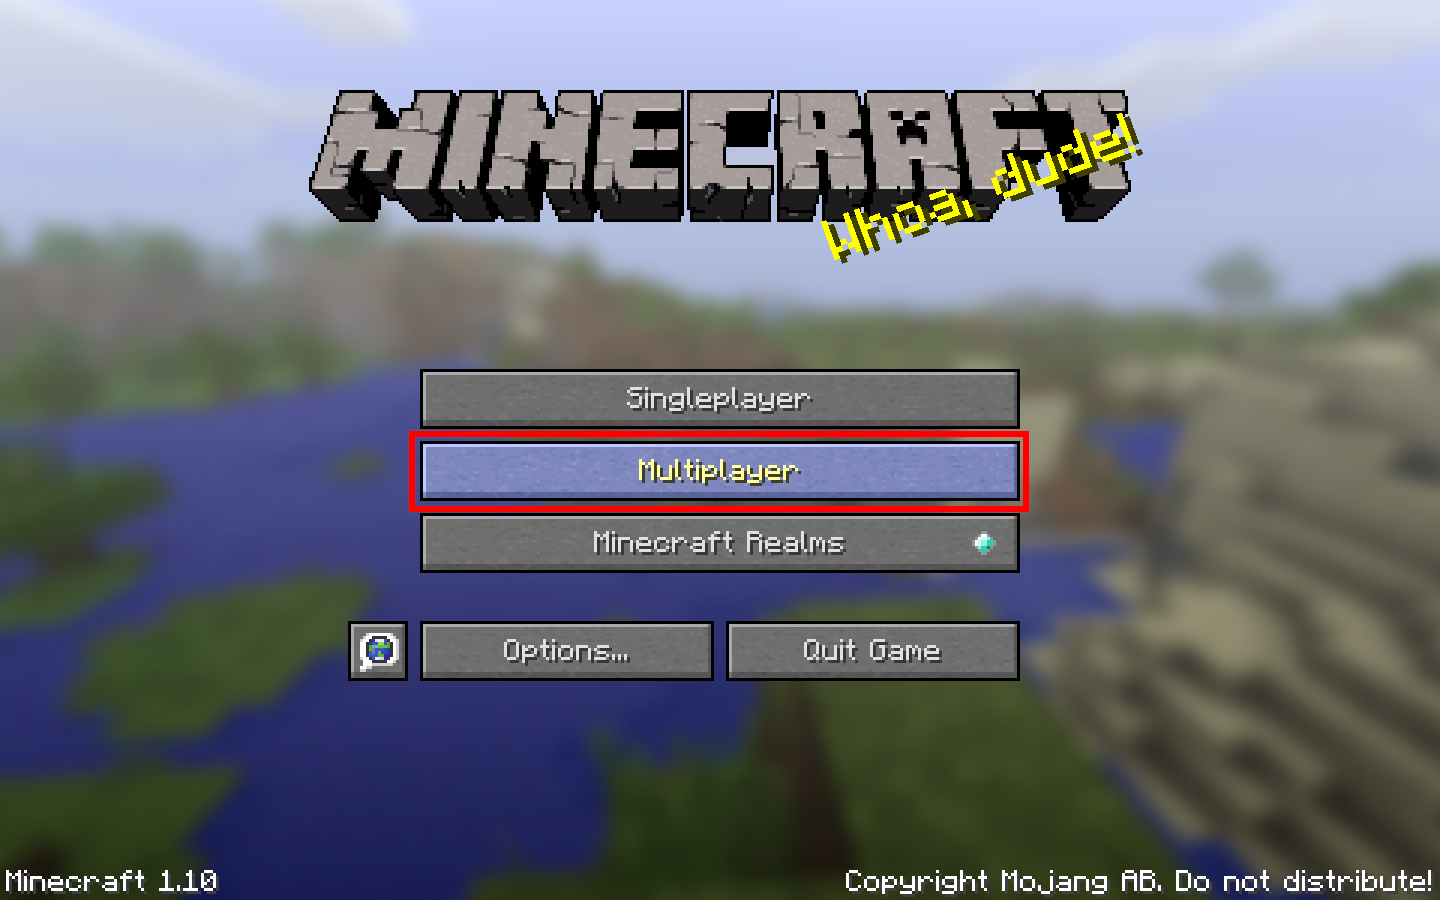 MINECRAFT
Whoa, dude!
Singleplayer
Multiplayer
Minecraft Realms
Options...
Quit Game
Minecraft 1.10
Copyright Mojang AB. Do not distribute!